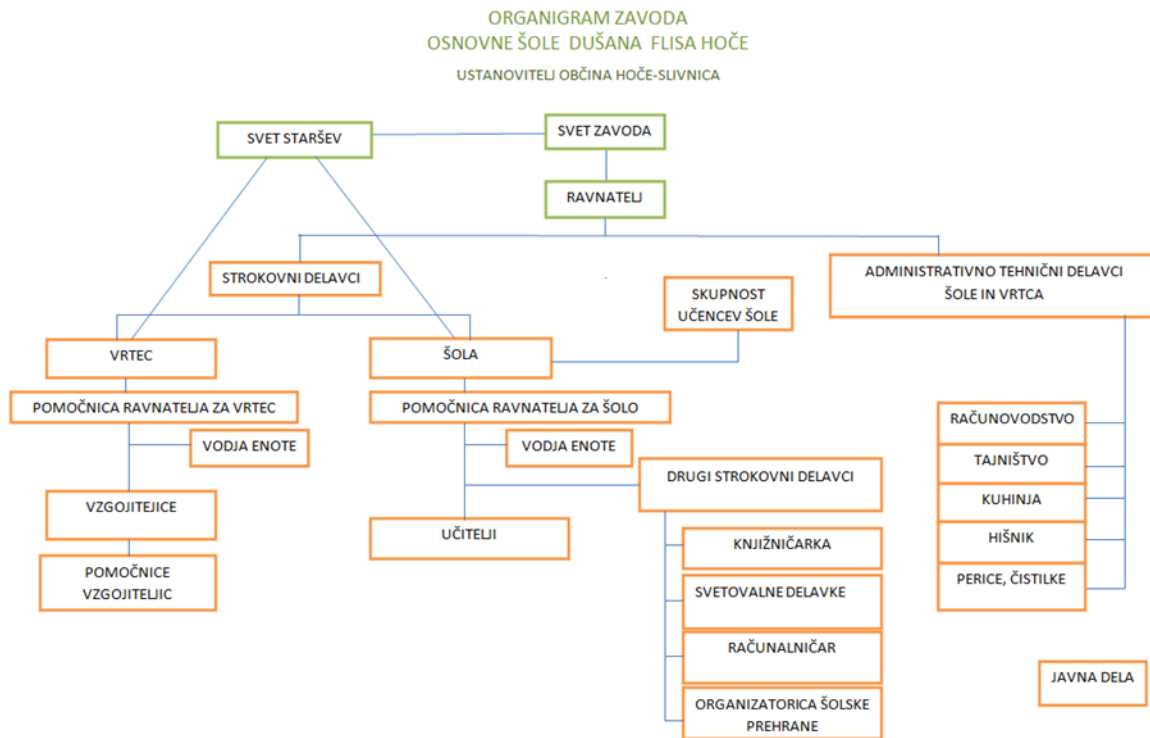 ORGANIGRAM ZAVODA
OSNOVNE ŠOLE DUŠANA FLISA HOČE
USTANOVITELJ OBČINA HOČE-SLIVNICA
SVET STARŠEV
SVET ZAVODA
RAVNATELJ
STROKOVNI DELAVCI
SKUPNOST
UČENCEV ŠOLE
ADMINISTRATIVNO TEHNIČNI DELAVCI
ŠOLE IN VRTCA
VRTEC
ŠOLA
POMOČNICA RAVNATELJA ZA VRTEC
POMOČNICA RAVNATELJA ZA ŠOLO
VODJA ENOTE
VODJA ENOTE
VZGOJITEJICE
POMOČNICE
VZGOJITELJIC
UČITELJI
DRUGI STROKOVNI DELAVCI
KNJIŽNIČARKA
SVETOVALNE DELAVKE
RAČUNALNIČAR
ORGANIZATORICA ŠOLSKE
PREHRANE
RAČUNOVODSTVO
TAJNIŠTVO
KUHINJA
HIŠNIK
PERICE, ČISTILKE
JAVNA DELA